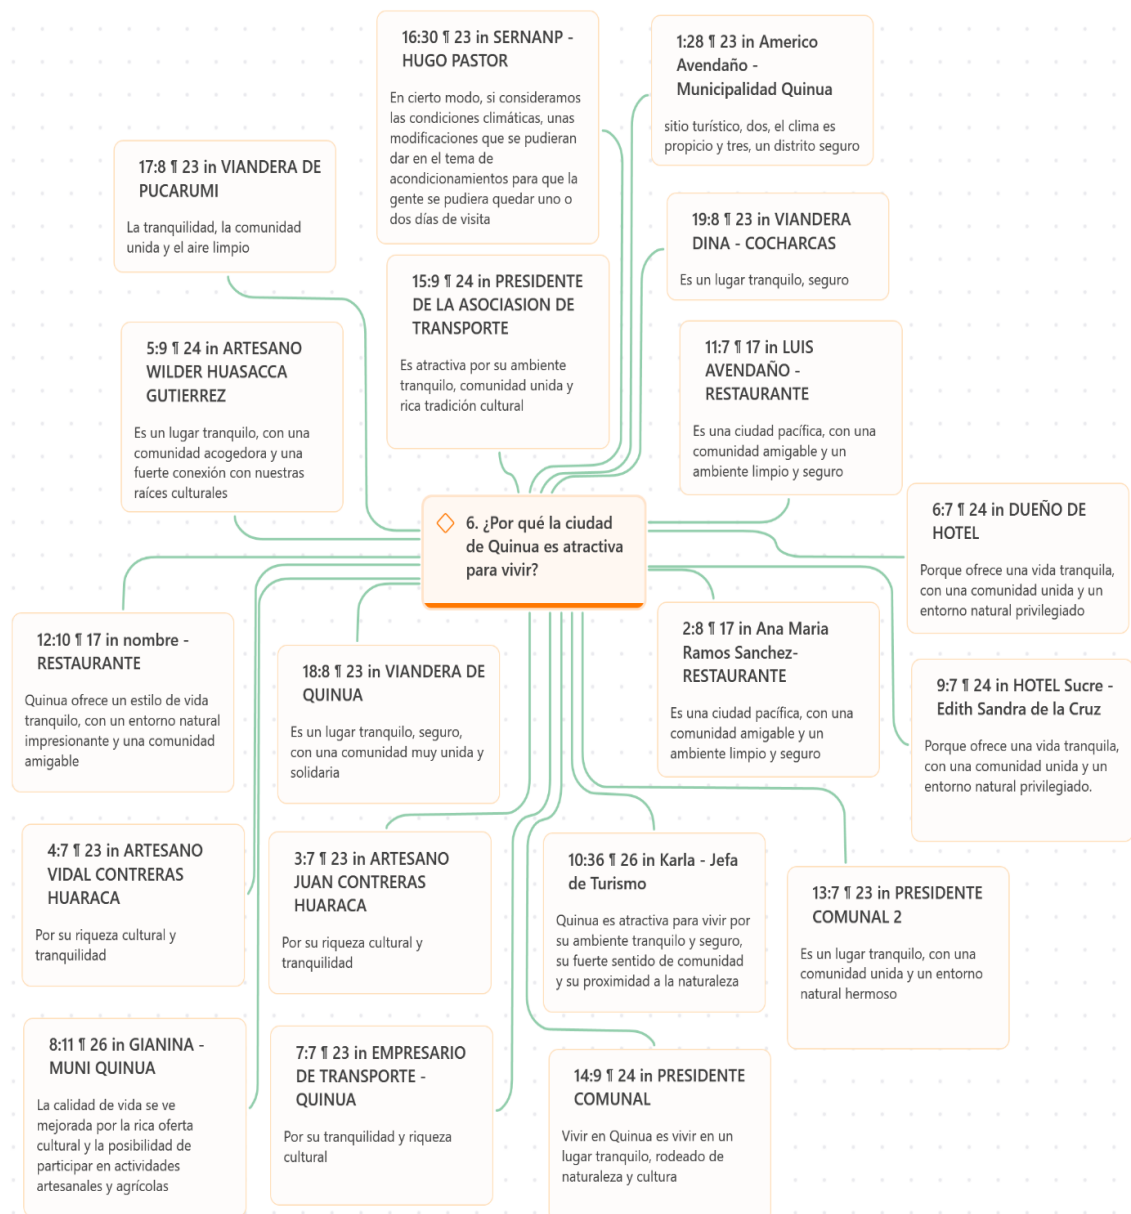 16:30 ¶ 23 in SERNANP -
HUGO PASTOR
En cierto modo, si consideramos
las condiciones climáticas, unas
modificaciones que se pudieran
dar en el tema de
acondicionamientos para que la
gente se pudiera quedar uno o
dos días de visita
1:28 ¶ 23 in Americo
Avendaño -
Municipalidad Quinua
sitio turístico, dos, el clima es
propicio y tres, un distrito seguro
17:8 ¶ 23 in VIANDERA DE
PUCARUMI
La tranquilidad, la comunidad
unida y el aire limpio
19:8 ¶ 23 in VIANDERA
DINA - COCHARCAS
Es un lugar tranquilo, seguro
15:9 ¶ 24 in PRESIDENTE
DE LA ASOCIASION DE
TRANSPORTE
Es atractiva por su ambiente
tranquilo, comunidad unida y
rica tradición cultural
5:9 ¶ 24 in ARTESANO
WILDER HUASACCA
GUTIERREZ
Es un lugar tranquilo, con una
comunidad acogedora y una
fuerte conexión con nuestras
raíces culturales
11:7 ¶ 17 in LUIS
AVENDAÑO -
RESTAURANTE
Es una ciudad pacífica, con una
comunidad amigable y un
ambiente limpio y seguro
6. ¿Por qué la ciudad
de Quinua es atractiva
para vivir?
6:7 ¶ 24 in DUEÑO DE
HOTEL
Porque ofrece una vida tranquila,
con una comunidad unida y un
entorno natural privilegiado
12:10 ¶ 17 in nombre -
RESTAURANTE
Quinua ofrece un estilo de vida
tranquilo, con un entorno natural
impresionante y una comunidad
amigable
18:8 ¶ 23 in VIANDERA DE
QUINUA
Es un lugar tranquilo, seguro,
con una comunidad muy unida y
solidaria
2:8 ¶ 17 in Ana Maria
Ramos Sanchez-
RESTAURANTE
Es una ciudad pacífica, con una
comunidad amigable y un
ambiente limpio y seguro
9:7 ¶ 24 in HOTEL Sucre -
Edith Sandra de la Cruz
Porque ofrece una vida tranquila,
con una comunidad unida y un
entorno natural privilegiado.
4:7 ¶ 23 in ARTESANO
VIDAL CONTRERAS
HUARACA
Por su riqueza cultural y
tranquilidad
3:7 ¶ 23 in ARTESANO
JUAN CONTRERAS
HUARACA
Por su riqueza cultural y
tranquilidad
10:36 ¶ 26 in Karla - Jefa
de Turismo
Quinua es atractiva para vivir por
su ambiente tranquilo y seguro,
su fuerte sentido de comunidad
y su proximidad a la naturaleza
13:7 ¶ 23 in PRESIDENTE
COMUNAL 2
Es un lugar tranquilo, con una
comunidad unida y un entorno
natural hermoso
8:11 ¶ 26 in GIANINA -
MUNI QUINUA
La calidad de vida se ve
mejorada por la rica oferta
cultural y la posibilidad de
participar en actividades
artesanales y agrícolas
7:7 ¶ 23 in EMPRESARIO
DE TRANSPORTE -
QUINUA
Por su tranquilidad y riqueza
cultural
14:9 ¶ 24 in PRESIDENTE
COMUNAL
Vivir en Quinua es vivir en un
lugar tranquilo, rodeado de
naturaleza y cultura